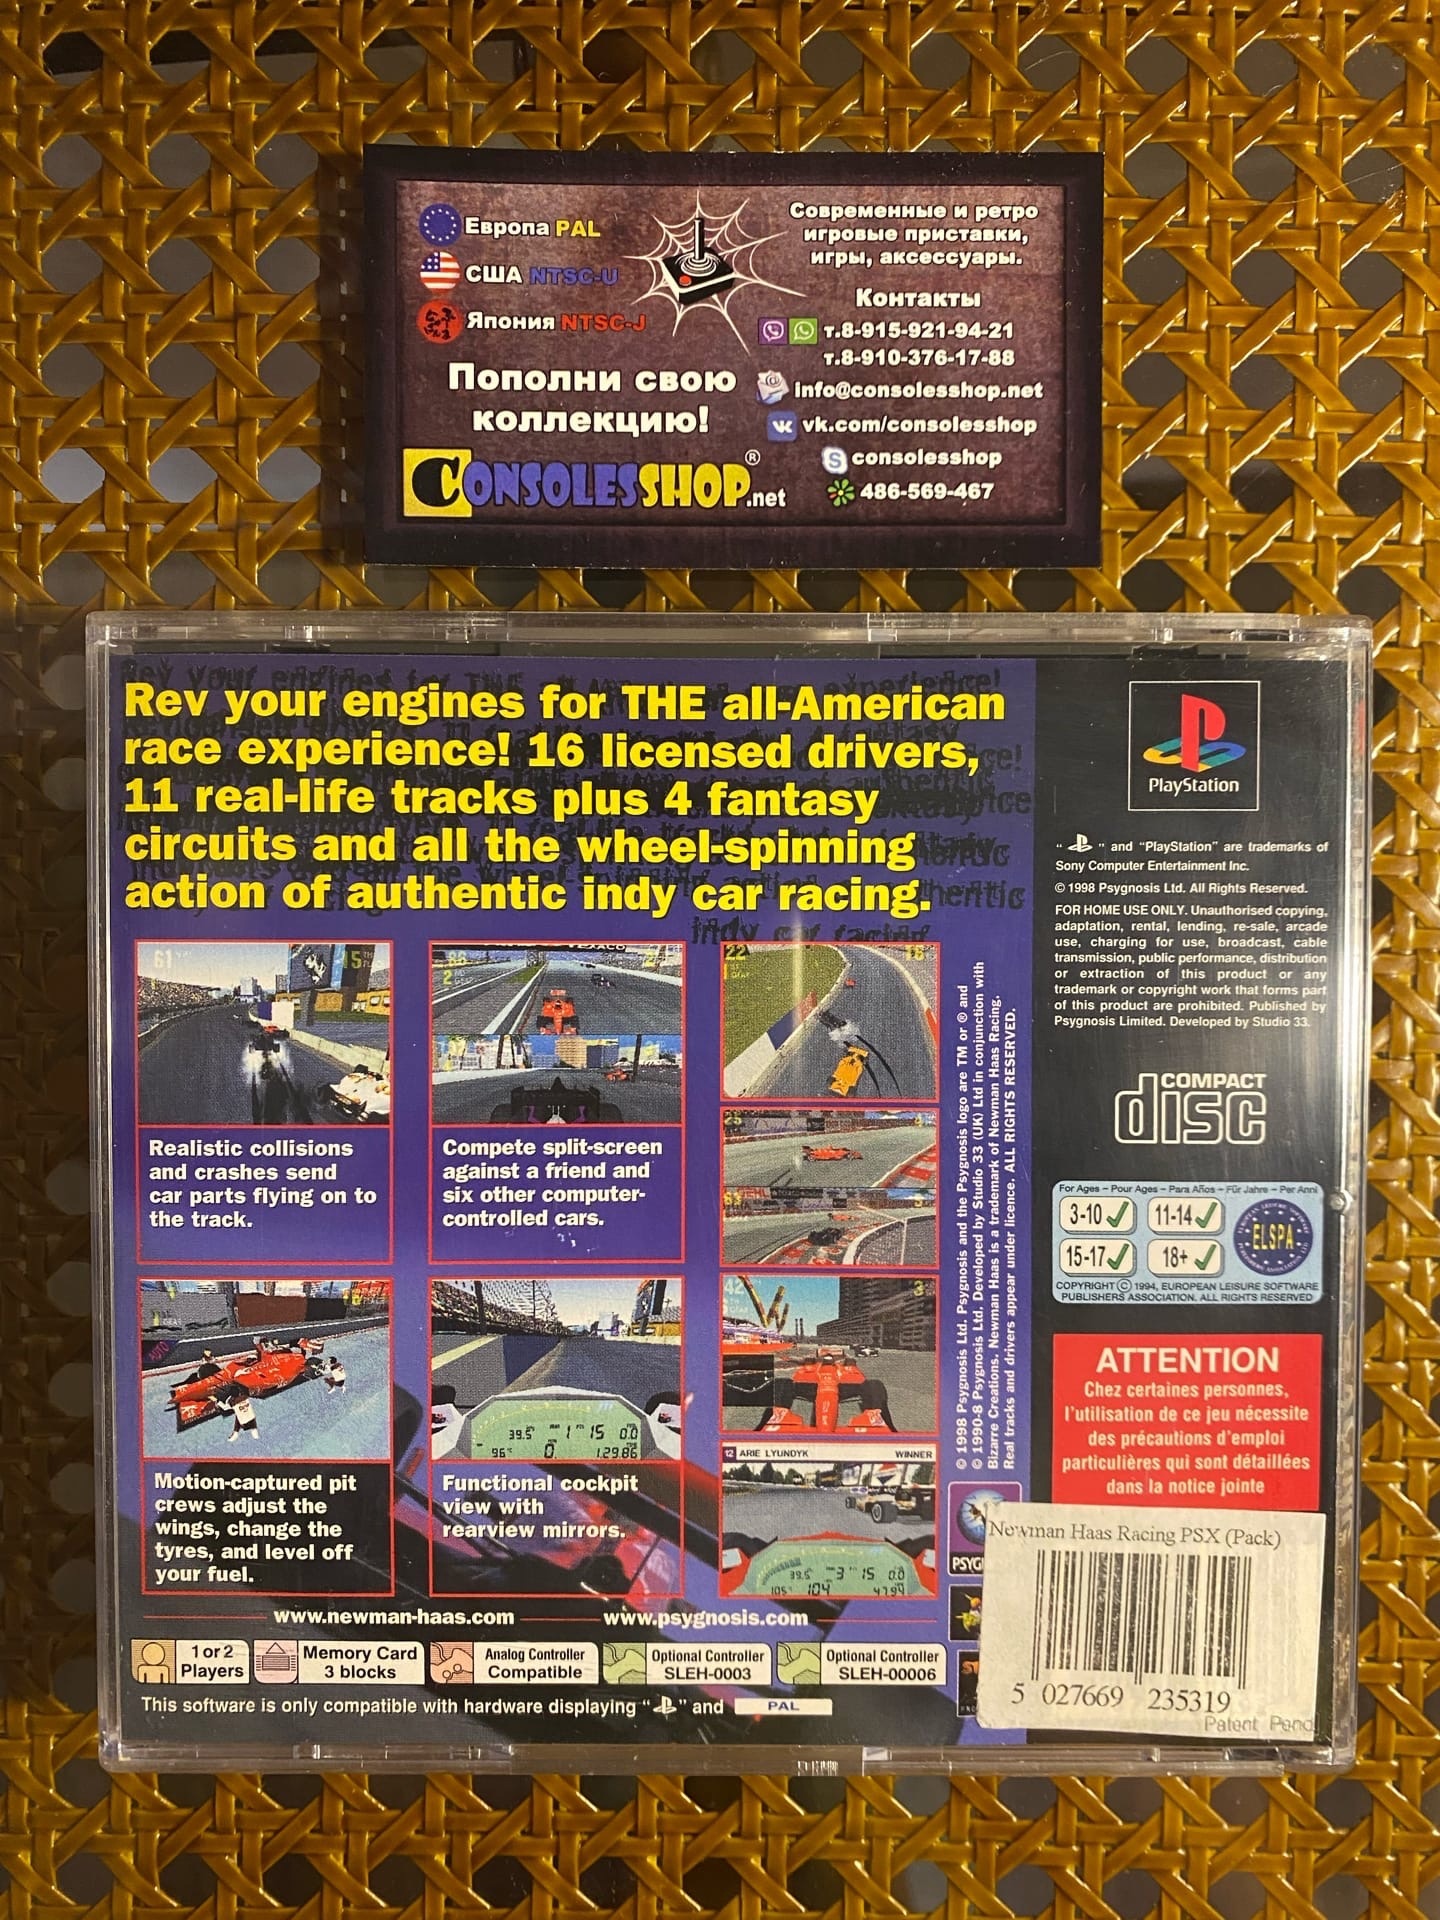 Европа PAL
США NTSC-U
Япония NTSC-J
Пополни свою
коллекцию!
CONSOLESSHOP.net
®
Современные и ретро
игровые приставки,
игры, аксессуары.
Контакты
т.8-915-921-94-21
т.8-910-376-17-88
info@consolesshop.net
vk.com/consolesshop
consolesshop
486-569-467
Rev your engines for THE all-American
race experience! 16 licensed drivers,
11 real-life tracks plus 4 fantasy
circuits and all the wheel-spinning
action of authentic indy car racing.
Realistic collisions
and crashes send
car parts flying on to
the track.
Compete split-screen
against a friend and
six other computer-
controlled cars.
Motion-captured pit
crews adjust the
wings, change the
tyres, and level off
your fuel.
Functional cockpit
view with
rearview mirrors.
12 ARIE LYUNDYK WINNER
www.newman-haas.com
www.psygnosis.com
1 or 2
Players
Memory Card
3 blocks
Analog Controller
Compatible
Optional Controller
SLEH-0003
Optional Controller
SLEH-00006
This software is only compatible with hardware displaying " " and PAL
© 1998 Psygnosis Ltd. Psygnosis and the Psygnosis logo are TM or ® and
© 1990-8 Psygnosis Ltd. Developed by Studio 33 (UK) Ltd in conjunction with
Bizarre Creations. Newman Haas is a trademark of Newman Haas Racing.
Real tracks and drivers appear under licence. ALL RIGHTS RESERVED.
PlayStation
" " and "PlayStation" are trademarks of
Sony Computer Entertainment Inc.
© 1998 Psygnosis Ltd. All Rights Reserved.
FOR HOME USE ONLY. Unauthorised copying,
adaptation, rental, lending, re-sale, arcade
use, charging for use, broadcast, cable
transmission, public performance, distribution
or extraction of this product or any
trademark or copyright work that forms part
of this product are prohibited. Published by
Psygnosis Limited. Developed by Studio 33.
COMPACT
disc
For Ages – Pour Ages – Para Años – Für Jahre – Per Anni
3-10 11-14
15-17 18+
ELSPA
COPYRIGHT © 1994, EUROPEAN LEISURE SOFTWARE
PUBLISHERS ASSOCIATION. ALL RIGHTS RESERVED
ATTENTION
Chez certaines personnes,
l'utilisation de ce jeu nécessite
des précautions d'emploi
particulières qui sont détaillées
dans la notice jointe
Newman Haas Racing PSX (Pack)
5 027669 235319
Patent Pend